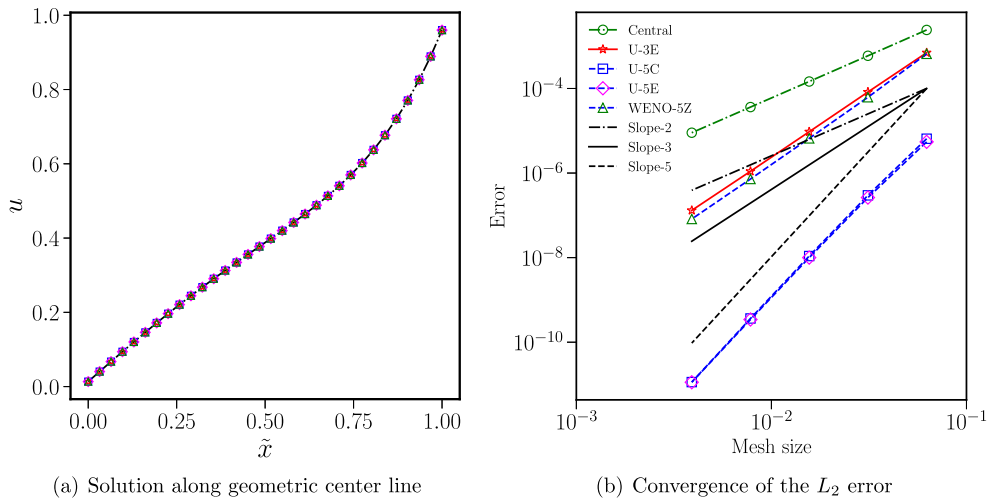 1.0
0.8
0.6
0.4
0.2
0.0
u
0.00
0.25
0.50
0.75
1.00
x̃
(a) Solution along geometric center line
Central
U-3E
U-5C
U-5E
WENO-5Z
Slope-2
Slope-3
Slope-5
10⁻⁴
10⁻⁶
10⁻⁸
10⁻¹⁰
Error
10⁻³
10⁻²
10⁻¹
Mesh size
(b) Convergence of the L₂ error